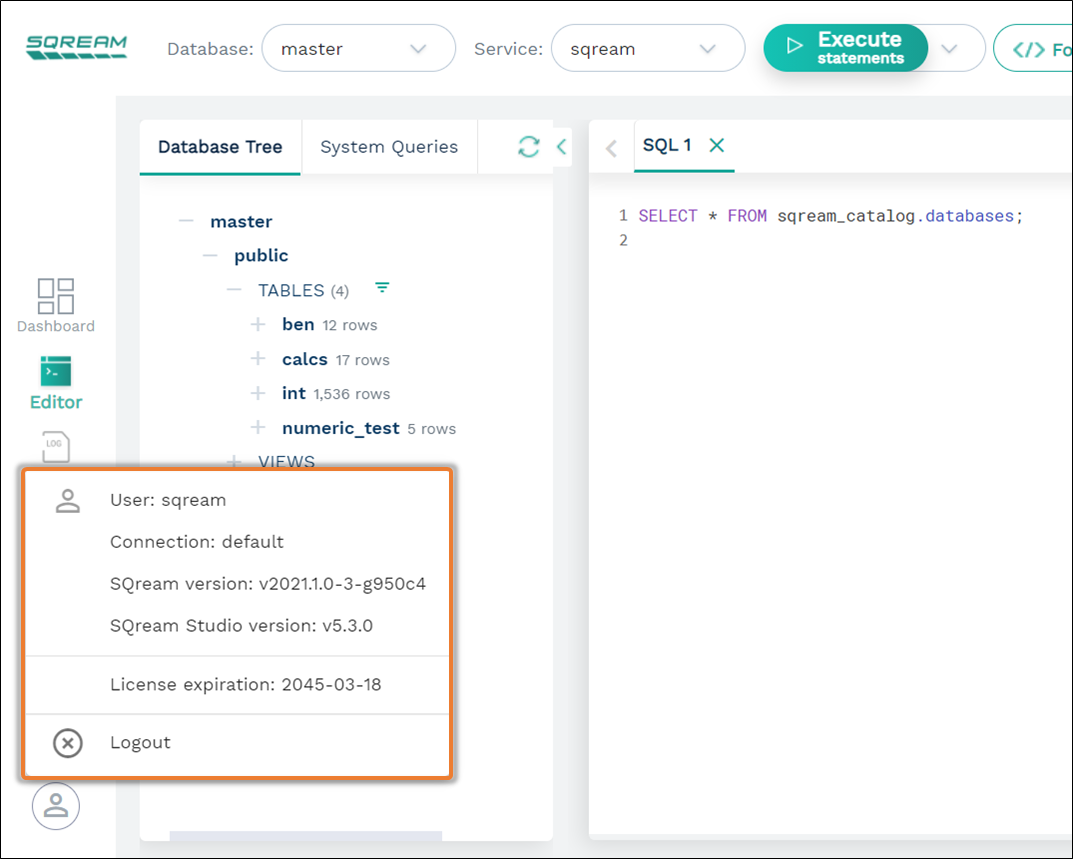 SQREAM
Database: master Service: sqream Execute statements </> Fo
Database Tree System Queries
SQL 1
master
1 SELECT * FROM sqream_catalog.databases;
2
public
TABLES (4)
ben 12 rows
calcs 17 rows
int 1,536 rows
numeric_test 5 rows
VIEWS
Dashboard
Editor
LOG
User: sqream
Connection: default
SQream version: v2021.1.0-3-g950c4
SQream Studio version: v5.3.0
License expiration: 2045-03-18
Logout